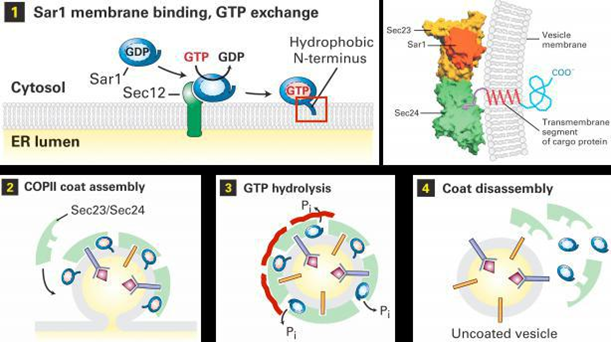 1 Sar1 membrane binding, GTP exchange
GDP
GTP GDP
Hydrophobic
N-terminus
Sar1
Cytosol
Sec12
GTP
ER lumen
Sec23
Sar1
Vesicle
membrane
COO⁻
Sec24
Transmembrane
segment
of cargo protein
2 COPII coat assembly
Sec23/Sec24
3 GTP hydrolysis
Pi
Pi
Pi
4 Coat disassembly
Uncoated vesicle